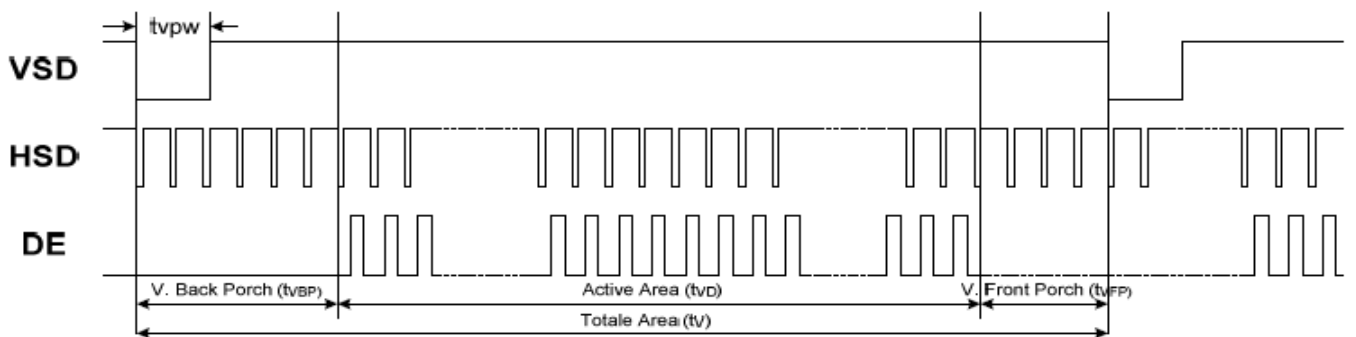 tvpw
VSD
HSD
DE
V. Back Porch (tVBP)
Active Area (tVD)
V. Front Porch (tVFP)
Totale Area (tV)